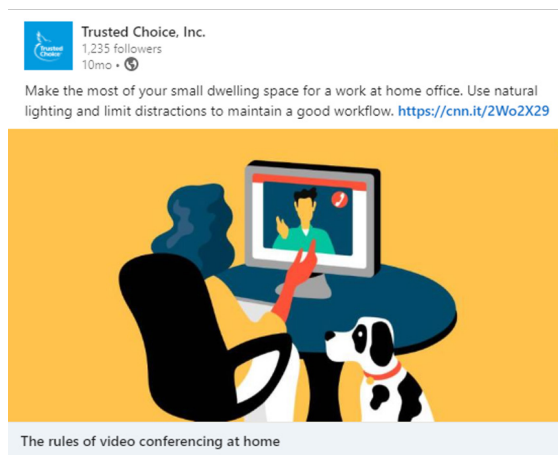 Trusted Choice
Trusted Choice, Inc.
1,235 followers
10mo •
Make the most of your small dwelling space for a work at home office. Use natural
lighting and limit distractions to maintain a good workflow. https://cnn.it/2Wo2X29
The rules of video conferencing at home